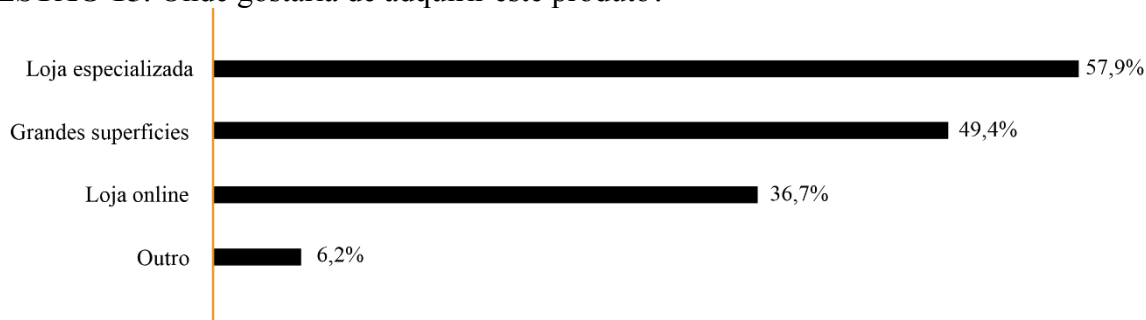 15: Onde gostaria de adquirir este produto?
Loja especializada 57,9%
Grandes superficies 49,4%
Loja online 36,7%
Outro 6,2%